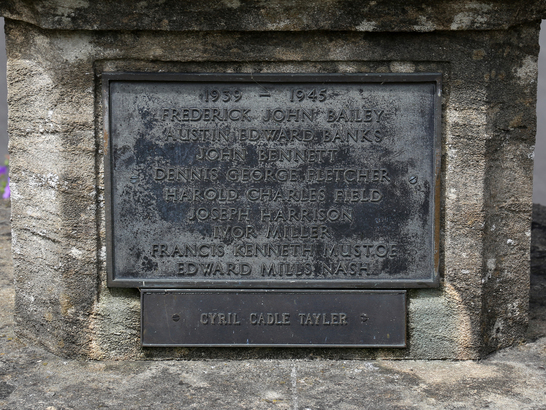 1939 — 1945
FREDERICK JOHN BAILEY
AUSTIN EDWARD BANKS
JOHN BENNETT
DENNIS GEORGE FLETCHER
HAROLD CHARLES FIELD
JOSEPH HARRISON
IVOR MILLER
FRANCIS KENNETH MUSTOE
EDWARD MILLS NASH
CYRIL CADLE TAYLER